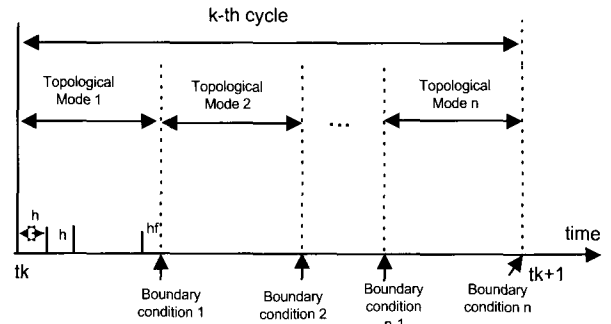 k-th cycle
Topological
Mode 1
Topological
Mode 2
...
Topological
Mode n
h
h
hf
time
tk
tk+1
Boundary
condition 1
Boundary
condition 2
Boundary
condition
n-1
Boundary
condition n